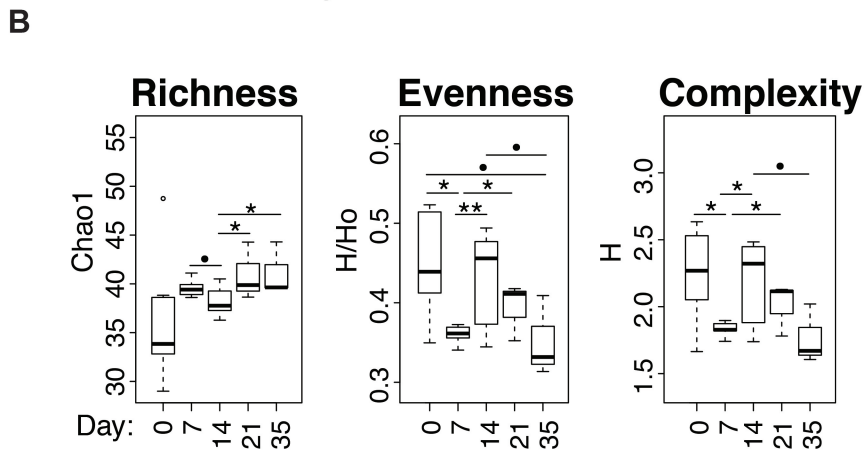 B
Richness
Evenness
Complexity
Chao1
55
50
45
40
35
30
•
*
*
H/Ho
0.6
0.5
0.4
0.3
•
•
*
*
**
H
3.0
2.5
2.0
1.5
•
*
*
*
Day:
0 7 14 21 35
0 7 14 21 35
0 7 14 21 35